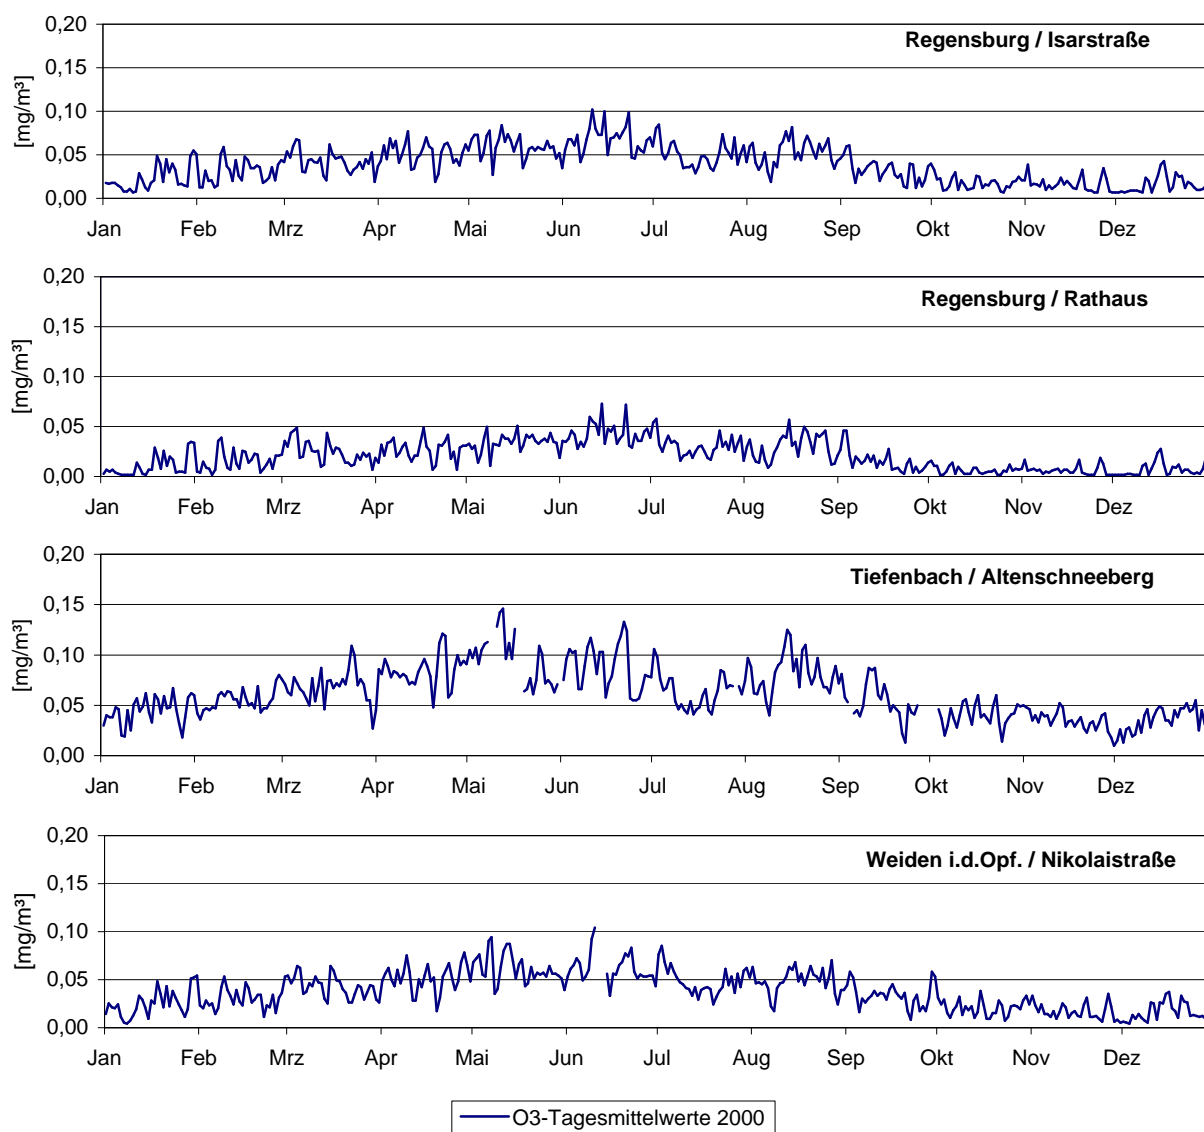 Regensburg / Isarstraße
[mg/m³]
0,20
0,15
0,10
0,05
0,00
Jan Feb Mrz Apr Mai Jun Jul Aug Sep Okt Nov Dez
Regensburg / Rathaus
[mg/m³]
0,20
0,15
0,10
0,05
0,00
Jan Feb Mrz Apr Mai Jun Jul Aug Sep Okt Nov Dez
Tiefenbach / Altenschneeberg
[mg/m³]
0,20
0,15
0,10
0,05
0,00
Jan Feb Mrz Apr Mai Jun Jul Aug Sep Okt Nov Dez
Weiden i.d.Opf. / Nikolaistraße
[mg/m³]
0,20
0,15
0,10
0,05
0,00
Jan Feb Mrz Apr Mai Jun Jul Aug Sep Okt Nov Dez
O3-Tagesmittelwerte 2000